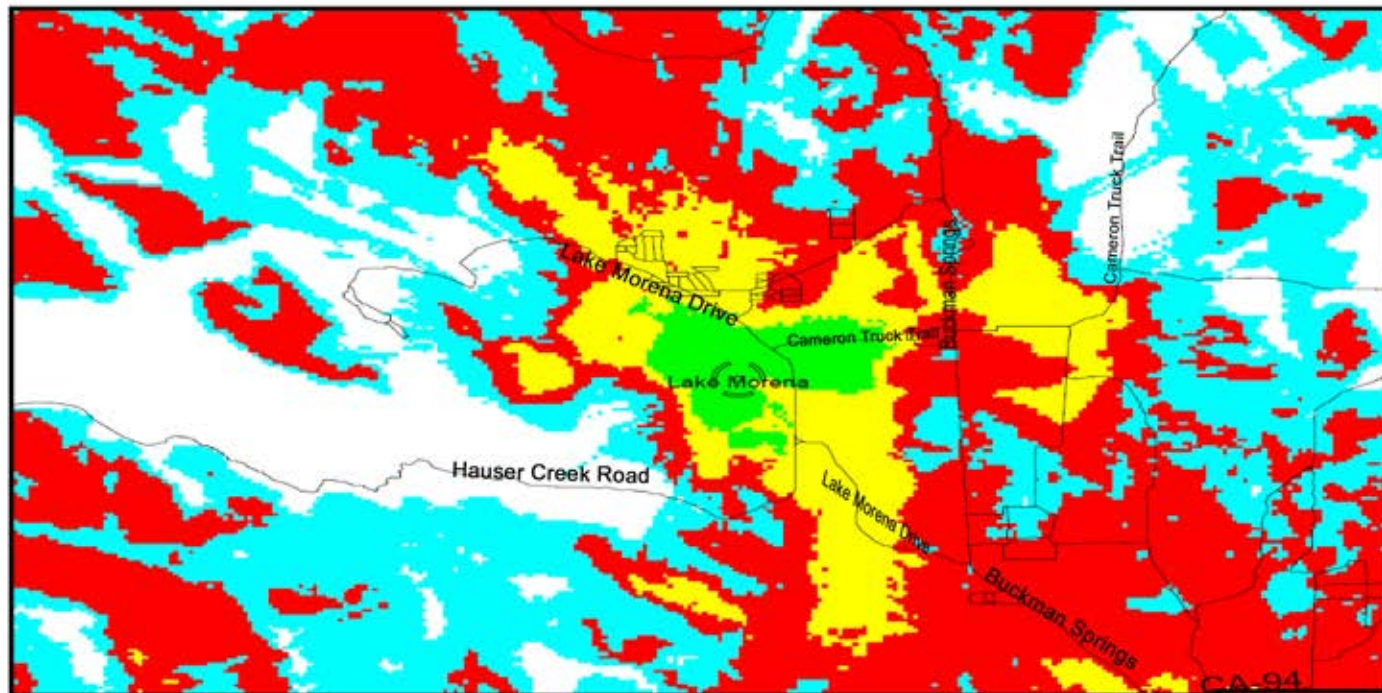 Cameron Truck Trail
Buckman Springs
Lake Morena Drive
Cameron Truck Trail
Lake Morena
Hauser Creek Road
Lake Morena Drive
Buckman Springs
CA-94